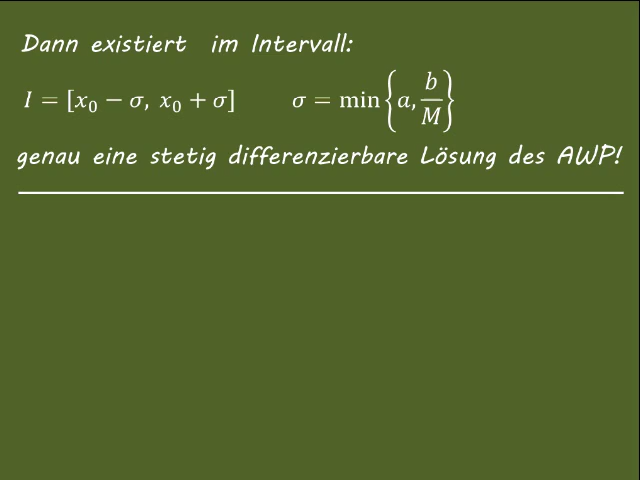 Dann existiert im Intervall:
I = [x₀ − σ, x₀ + σ] σ = min{a, b/M}
genau eine stetig differenzierbare Lösung des AWP!